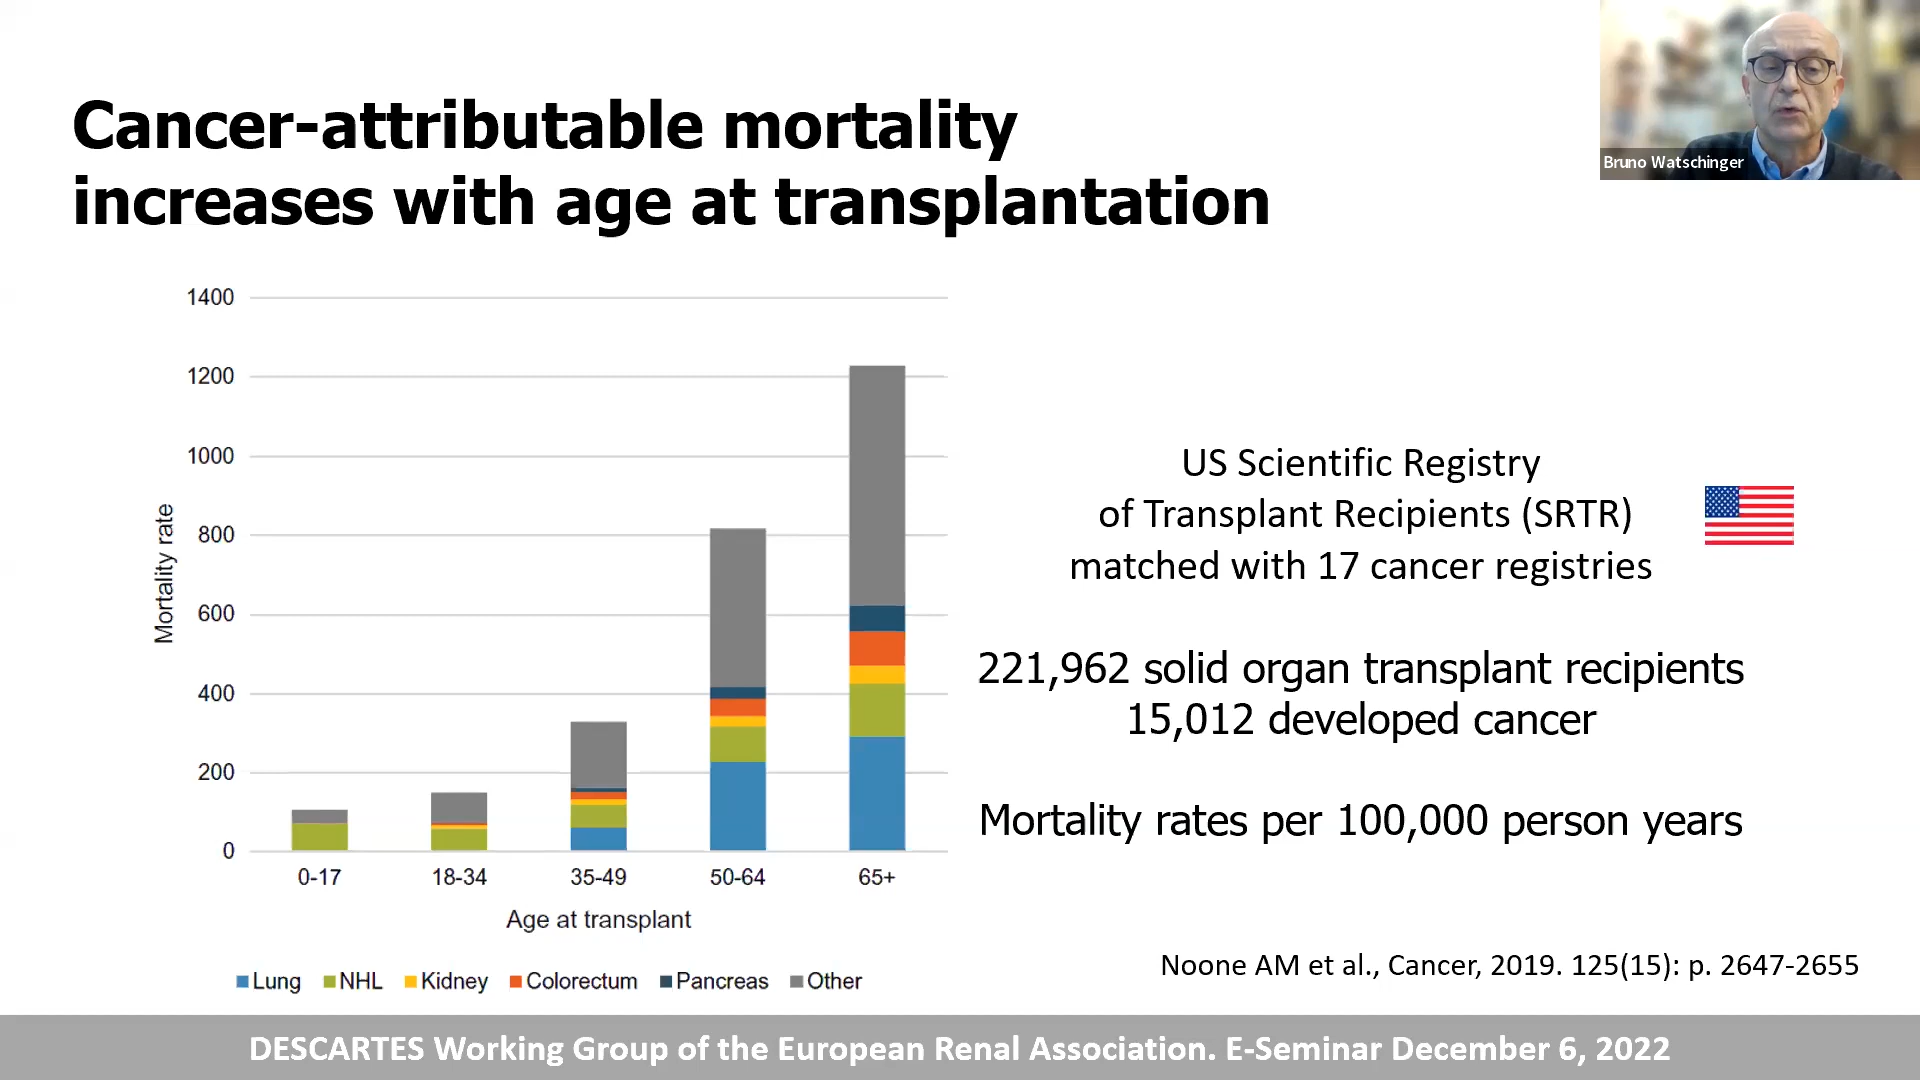 Cancer-attributable mortality
increases with age at transplantation
Bruno Watschinger
1400
1200
1000
800
600
400
200
0
Mortality rate
0-17 18-34 35-49 50-64 65+
Age at transplant
Lung NHL Kidney Colorectum Pancreas Other
US Scientific Registry
of Transplant Recipients (SRTR)
matched with 17 cancer registries
221,962 solid organ transplant recipients
15,012 developed cancer
Mortality rates per 100,000 person years
Noone AM et al., Cancer, 2019. 125(15): p. 2647-2655
DESCARTES Working Group of the European Renal Association. E-Seminar December 6, 2022